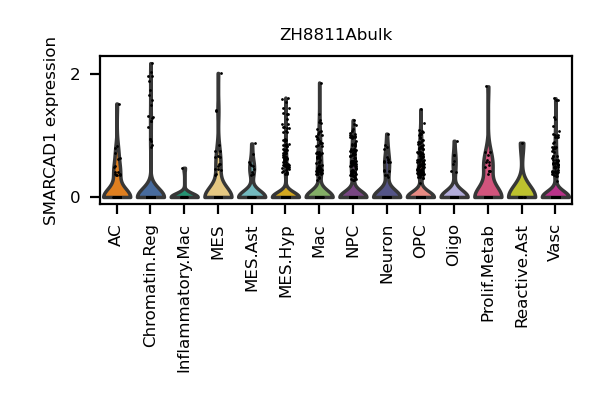 ZH8811Abulk
SMARCAD1 expression
2
0
AC
Chromatin.Reg
Inflammatory.Mac
MES
MES.Ast
MES.Hyp
Mac
NPC
Neuron
OPC
Oligo
Prolif.Metab
Reactive.Ast
Vasc